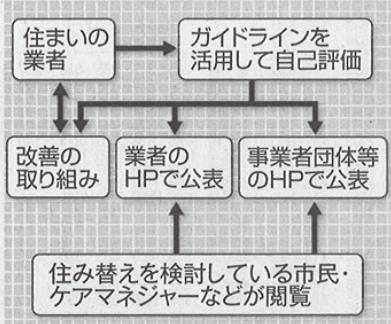 住まいの
業者
ガイドラインを
活用して自己評価
改善の
取り組み
業者の
HPで公表
事業者団体等
のHPで公表
住み替えを検討している市民・
ケアマネジャーなどが閲覧